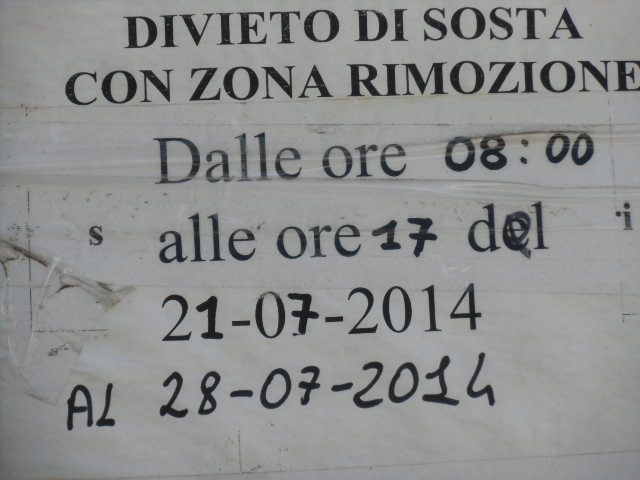 DIVIETO DI SOSTA
CON ZONA RIMOZIONE
Dalle ore 08:00
s alle ore 17 del i
21-07-2014
AL 28-07-2014